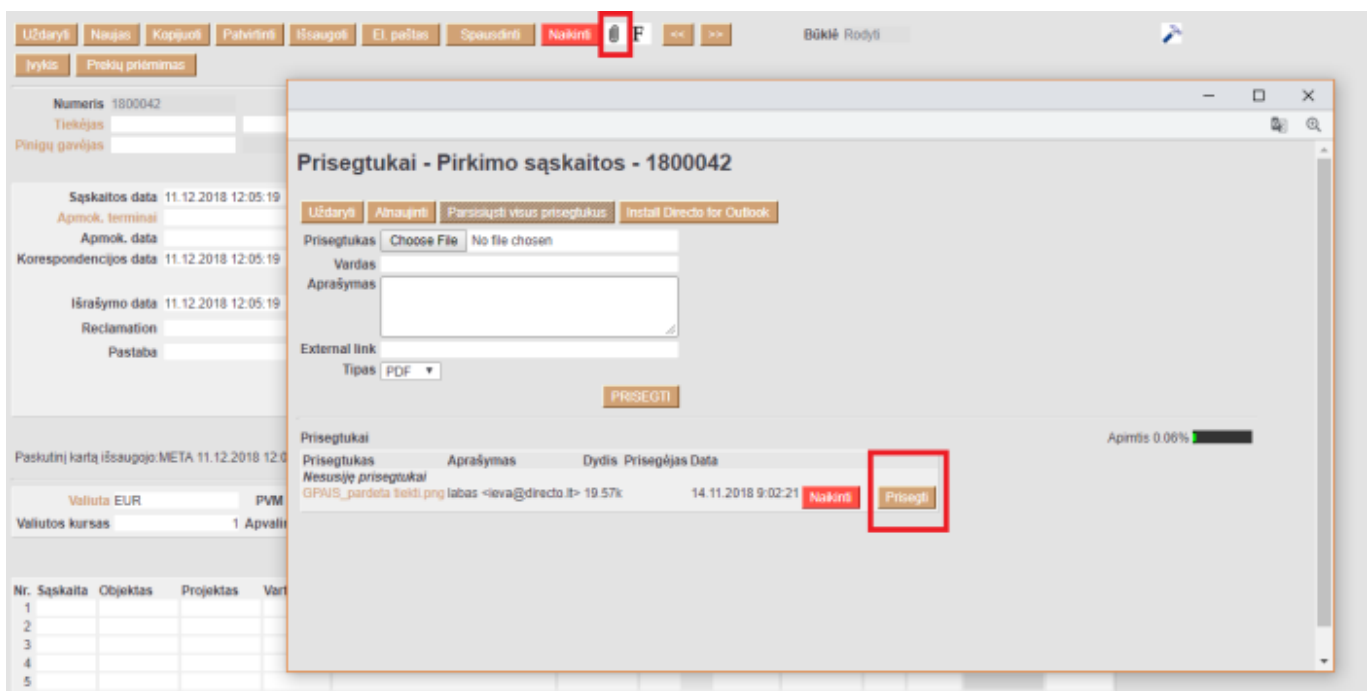 Uždaryti Naujas Kopijuoti Patvirtinti Išsaugoti El. paštas Spausdinti Naikinti F << >> Būklė Rodyti
Įvykis Prekių priėmimas
Numeris 1800042
Tiekėjas
Pinigų gavėjas
Sąskaitos data 11.12.2018 12:05:19
Apmok. terminai
Apmok. data
Korespondencijos data 11.12.2018 12:05:19
Išrašymo data 11.12.2018 12:05:19
Reclamation
Pastaba
Paskutinį kartą išsaugojo:META 11.12.2018 12:0
Valiuta EUR PVM
Valiutos kursas 1 Apvalin
Nr. Sąskaita Objektas Projektas Vart
1
2
3
4
5
Prisegtukai - Pirkimo sąskaitos - 1800042
Uždaryti Atnaujinti Parsisiųsti visus prisegtukus Install Directo for Outlook
Prisegtukas Choose File No file chosen
Vardas
Aprašymas
External link
Tipas PDF
PRISEGTI
Prisegtukai Apimtis 0.06%
Prisegtukas Aprašymas Dydis Prisegėjas Data
Nesusiję prisegtukai
GPAIS_pardeta tiekti.png labas <ieva@directo.lt> 19.57k 14.11.2018 9:02:21 Naikinti Prisegti